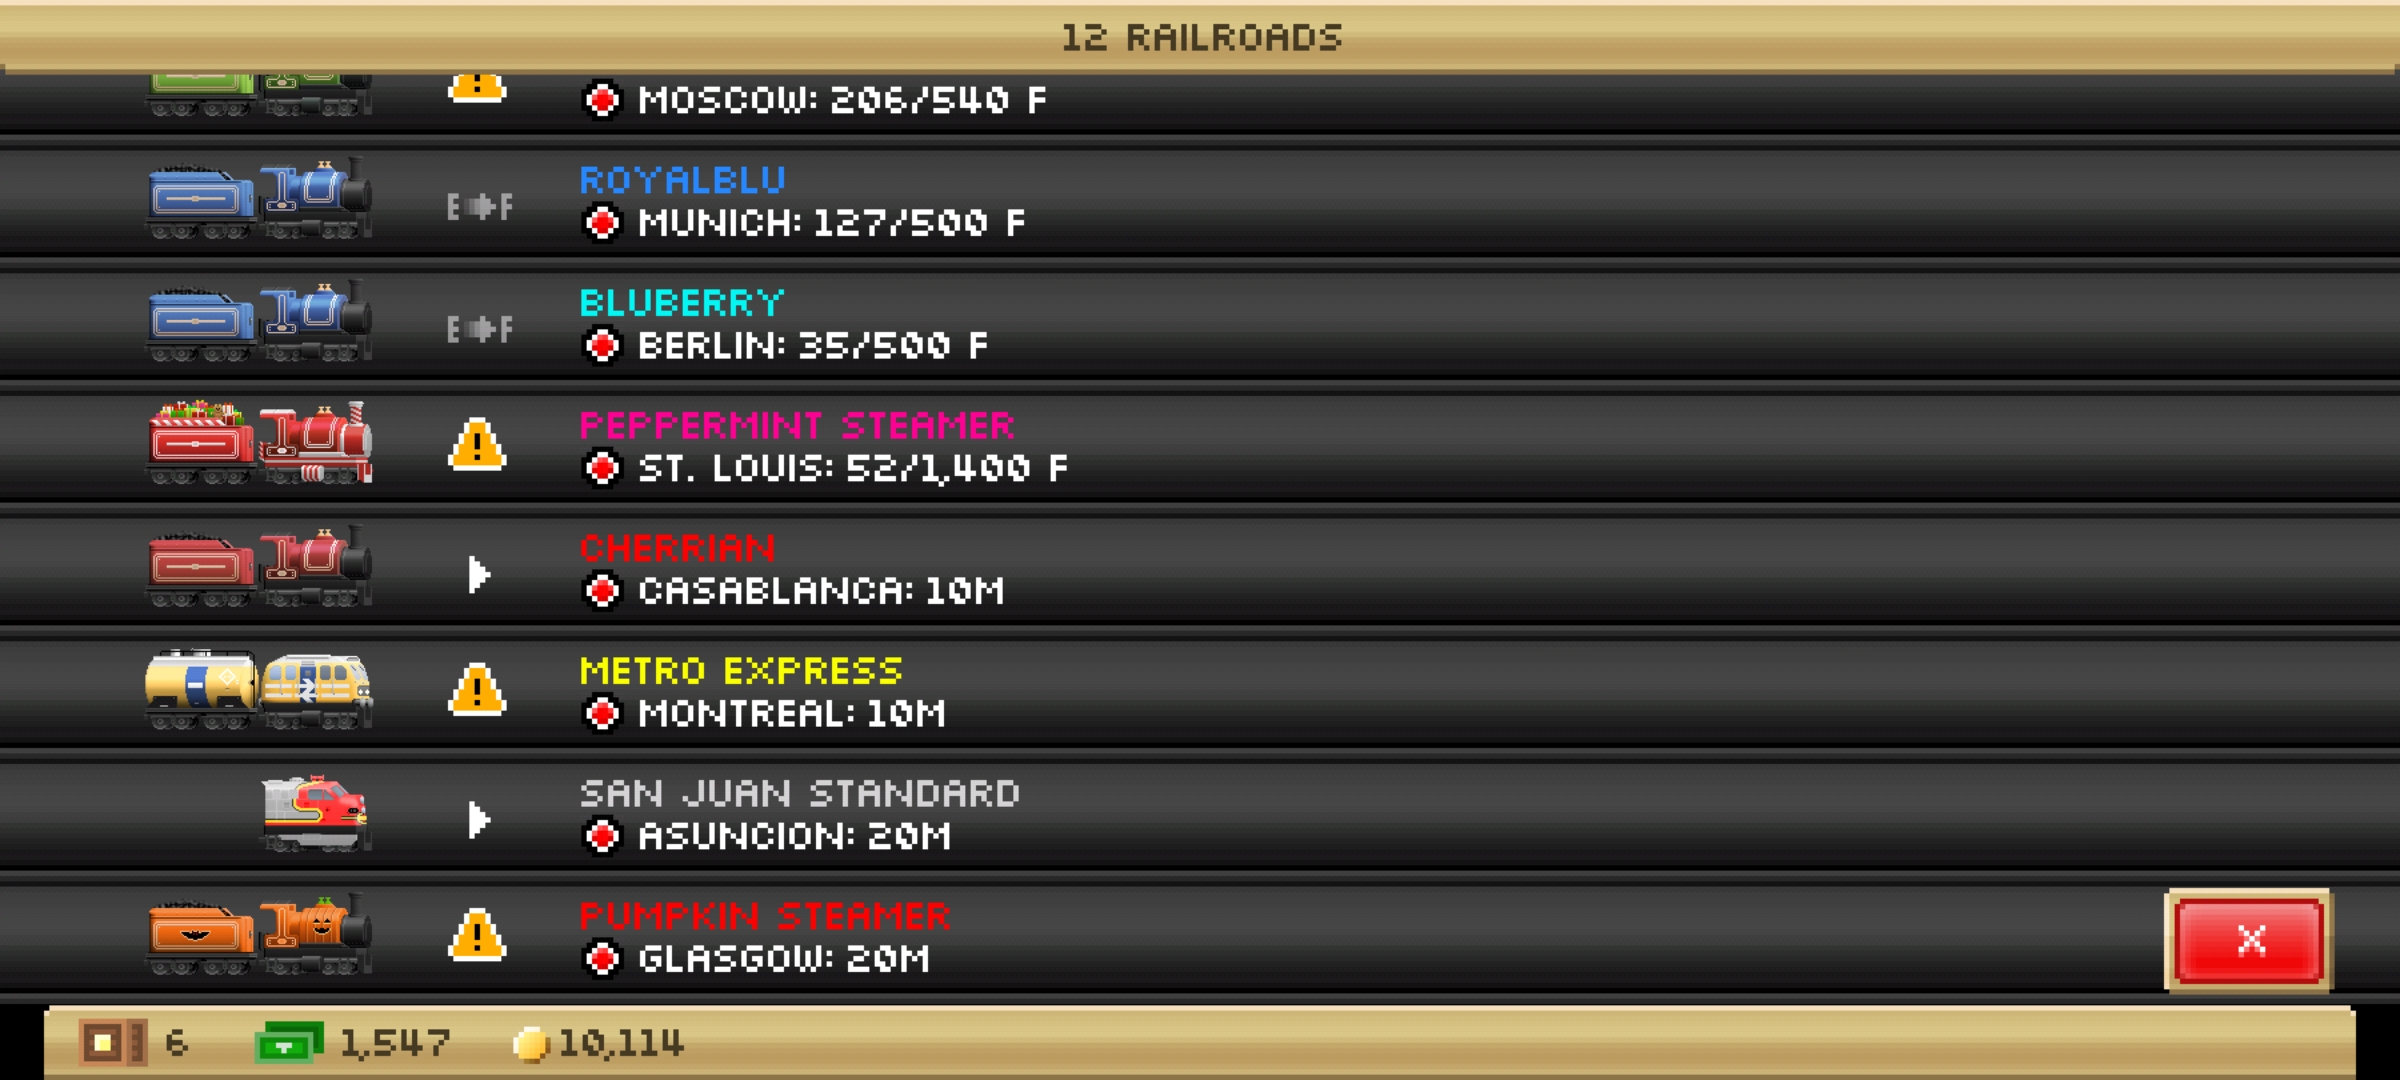 12 RAILROADS
MOSCOW: 206/540 F
ROYALBLU
E F
MUNICH: 127/500 F
BLUBERRY
E F
BERLIN: 35/500 F
PEPPERMINT STEAMER
ST. LOUIS: 52/1,400 F
CHERRIAN
CASABLANCA: 10M
METRO EXPRESS
MONTREAL: 10M
SAN JUAN STANDARD
ASUNCION: 20M
PUMPKIN STEAMER
GLASGOW: 20M
X
6 1,547 10,114